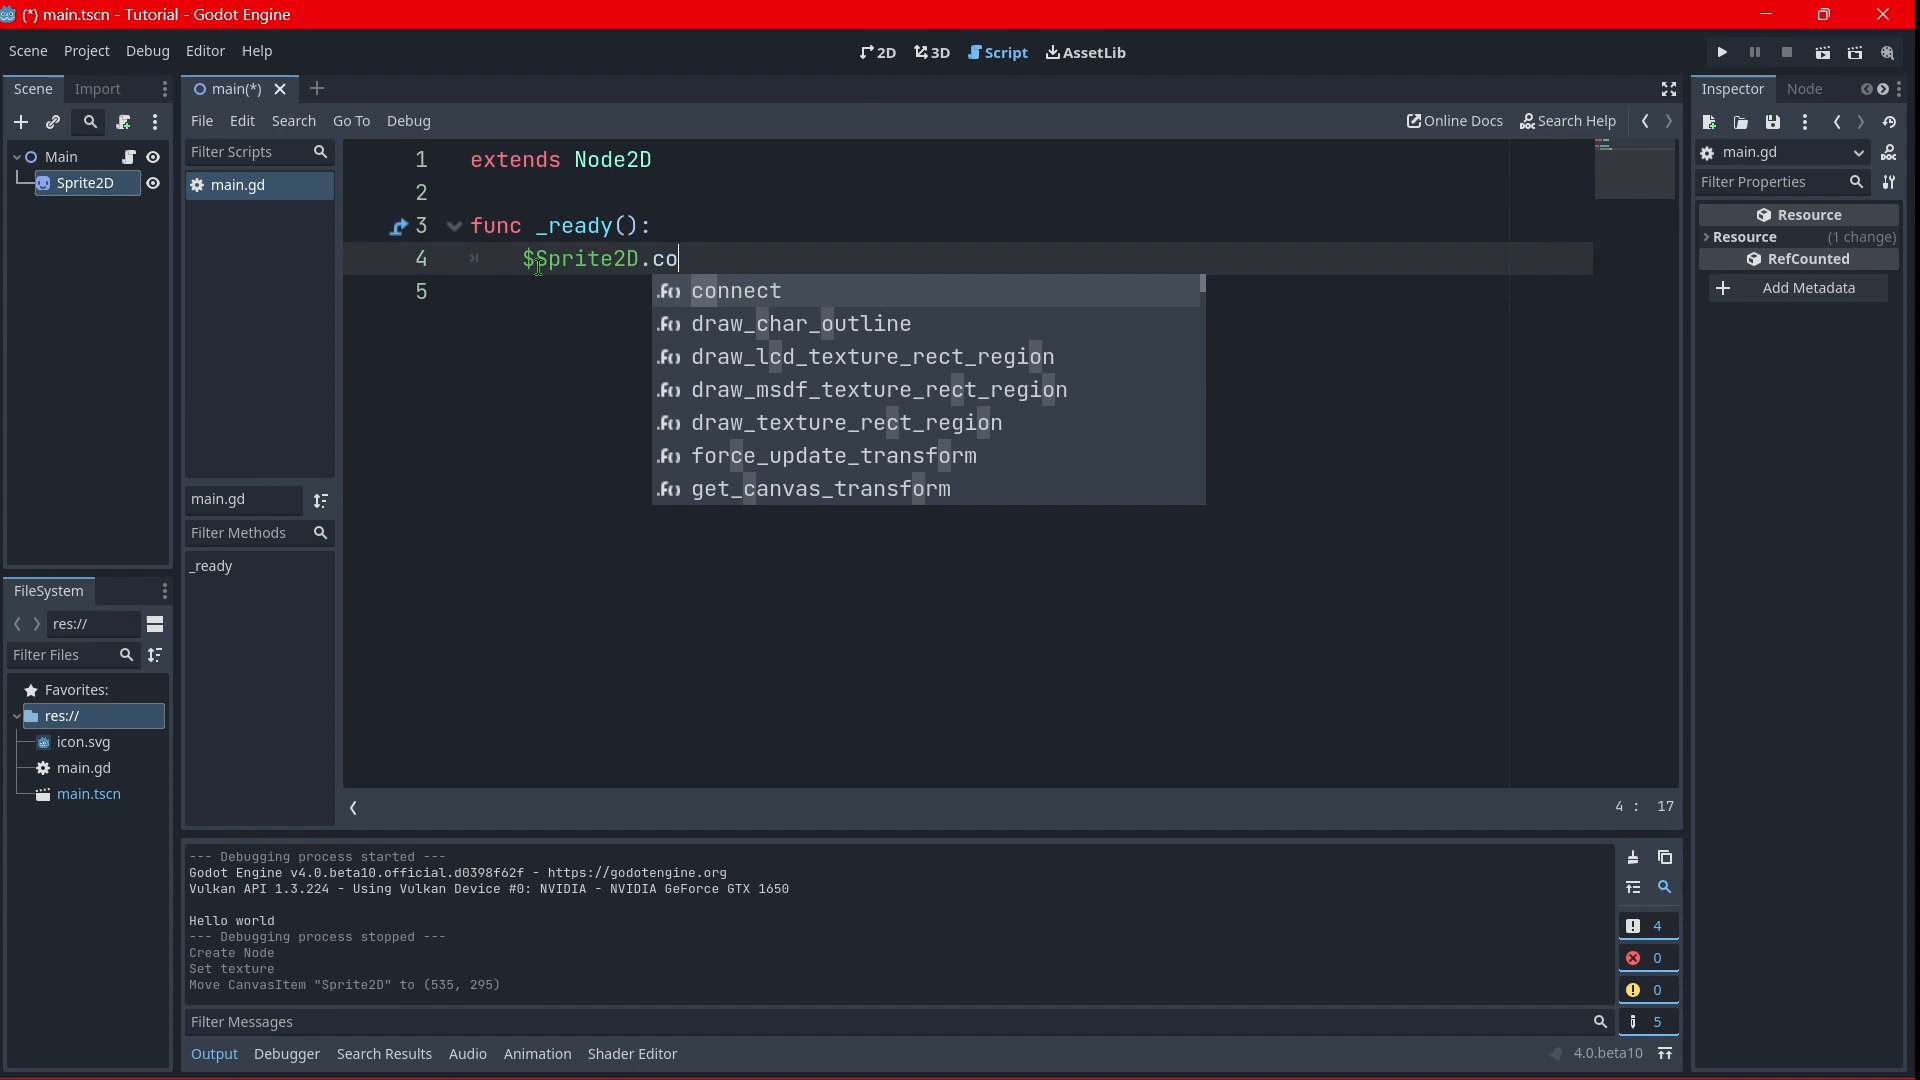 (*) main.tscn - Tutorial - Godot Engine
Scene Project Debug Editor Help
2D 3D Script AssetLib
Scene Import
main(*)
Inspector Node
File Edit Search Go To Debug
Online Docs Search Help
Main
Sprite2D
Filter Scripts
main.gd
main.gd
Filter Methods
_ready
1 extends Node2D
2
3 func _ready():
4 $Sprite2D.co
5
.f() connect
.f() draw_char_outline
.f() draw_lcd_texture_rect_region
.f() draw_msdf_texture_rect_region
.f() draw_texture_rect_region
.f() force_update_transform
.f() get_canvas_transform
4 : 17
main.gd
Filter Properties
Resource
Resource (1 change)
RefCounted
Add Metadata
FileSystem
res://
Filter Files
Favorites:
res://
icon.svg
main.gd
main.tscn
--- Debugging process started ---
Godot Engine v4.0.beta10.official.d0398f62f - https://godotengine.org
Vulkan API 1.3.224 - Using Vulkan Device #0: NVIDIA - NVIDIA GeForce GTX 1650
Hello world
--- Debugging process stopped ---
Create Node
Set texture
Move CanvasItem "Sprite2D" to (535, 295)
4
0
0
5
Filter Messages
Output Debugger Search Results Audio Animation Shader Editor
4.0.beta10